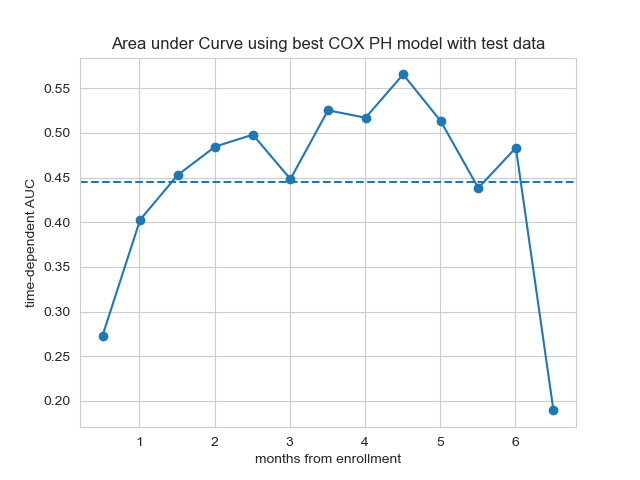 Area under Curve using best COX PH model with test data
time-dependent AUC
0.55
0.50
0.45
0.40
0.35
0.30
0.25
0.20
1 2 3 4 5 6
months from enrollment